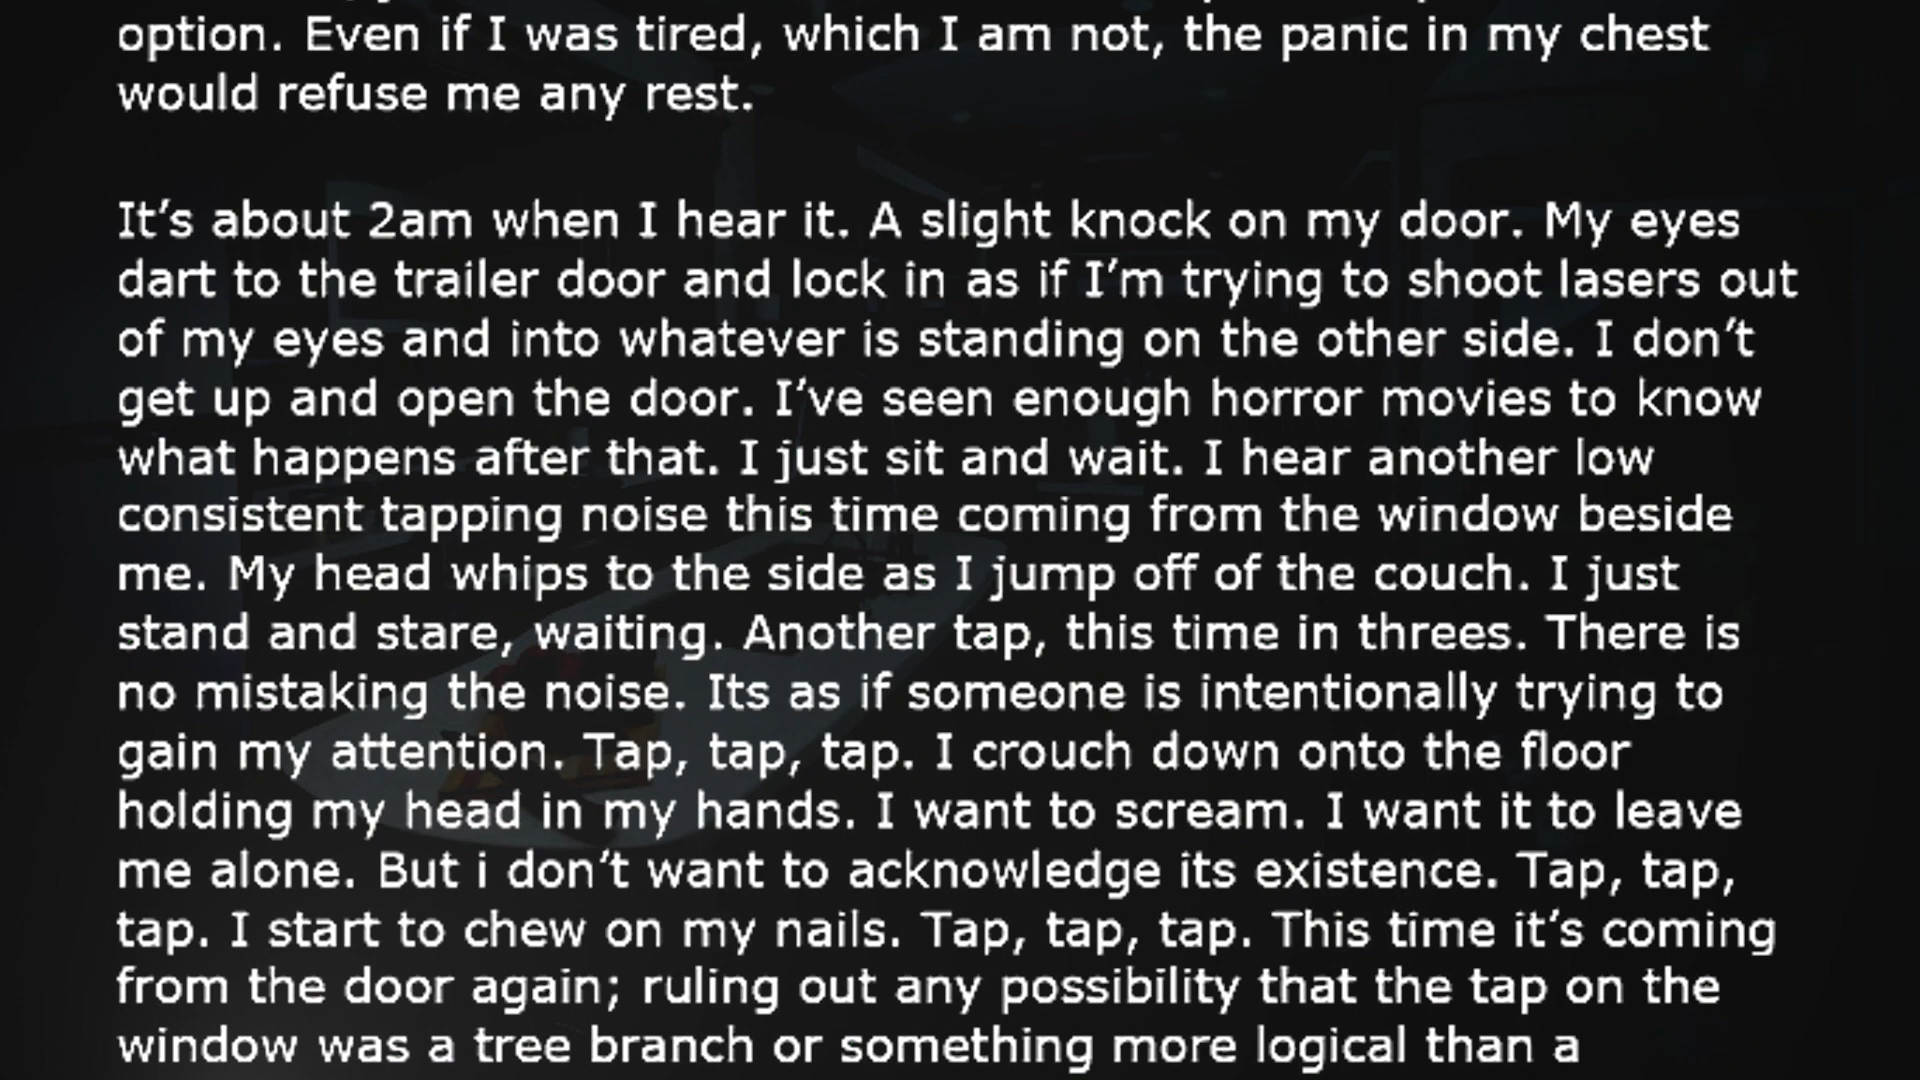 option. Even if I was tired, which I am not, the panic in my chest
would refuse me any rest.
It’s about 2am when I hear it. A slight knock on my door. My eyes
dart to the trailer door and lock in as if I’m trying to shoot lasers out
of my eyes and into whatever is standing on the other side. I don’t
get up and open the door. I’ve seen enough horror movies to know
what happens after that. I just sit and wait. I hear another low
consistent tapping noise this time coming from the window beside
me. My head whips to the side as I jump off of the couch. I just
stand and stare, waiting. Another tap, this time in threes. There is
no mistaking the noise. Its as if someone is intentionally trying to
gain my attention. Tap, tap, tap. I crouch down onto the floor
holding my head in my hands. I want to scream. I want it to leave
me alone. But i don’t want to acknowledge its existence. Tap, tap,
tap. I start to chew on my nails. Tap, tap, tap. This time it’s coming
from the door again; ruling out any possibility that the tap on the
window was a tree branch or something more logical than a